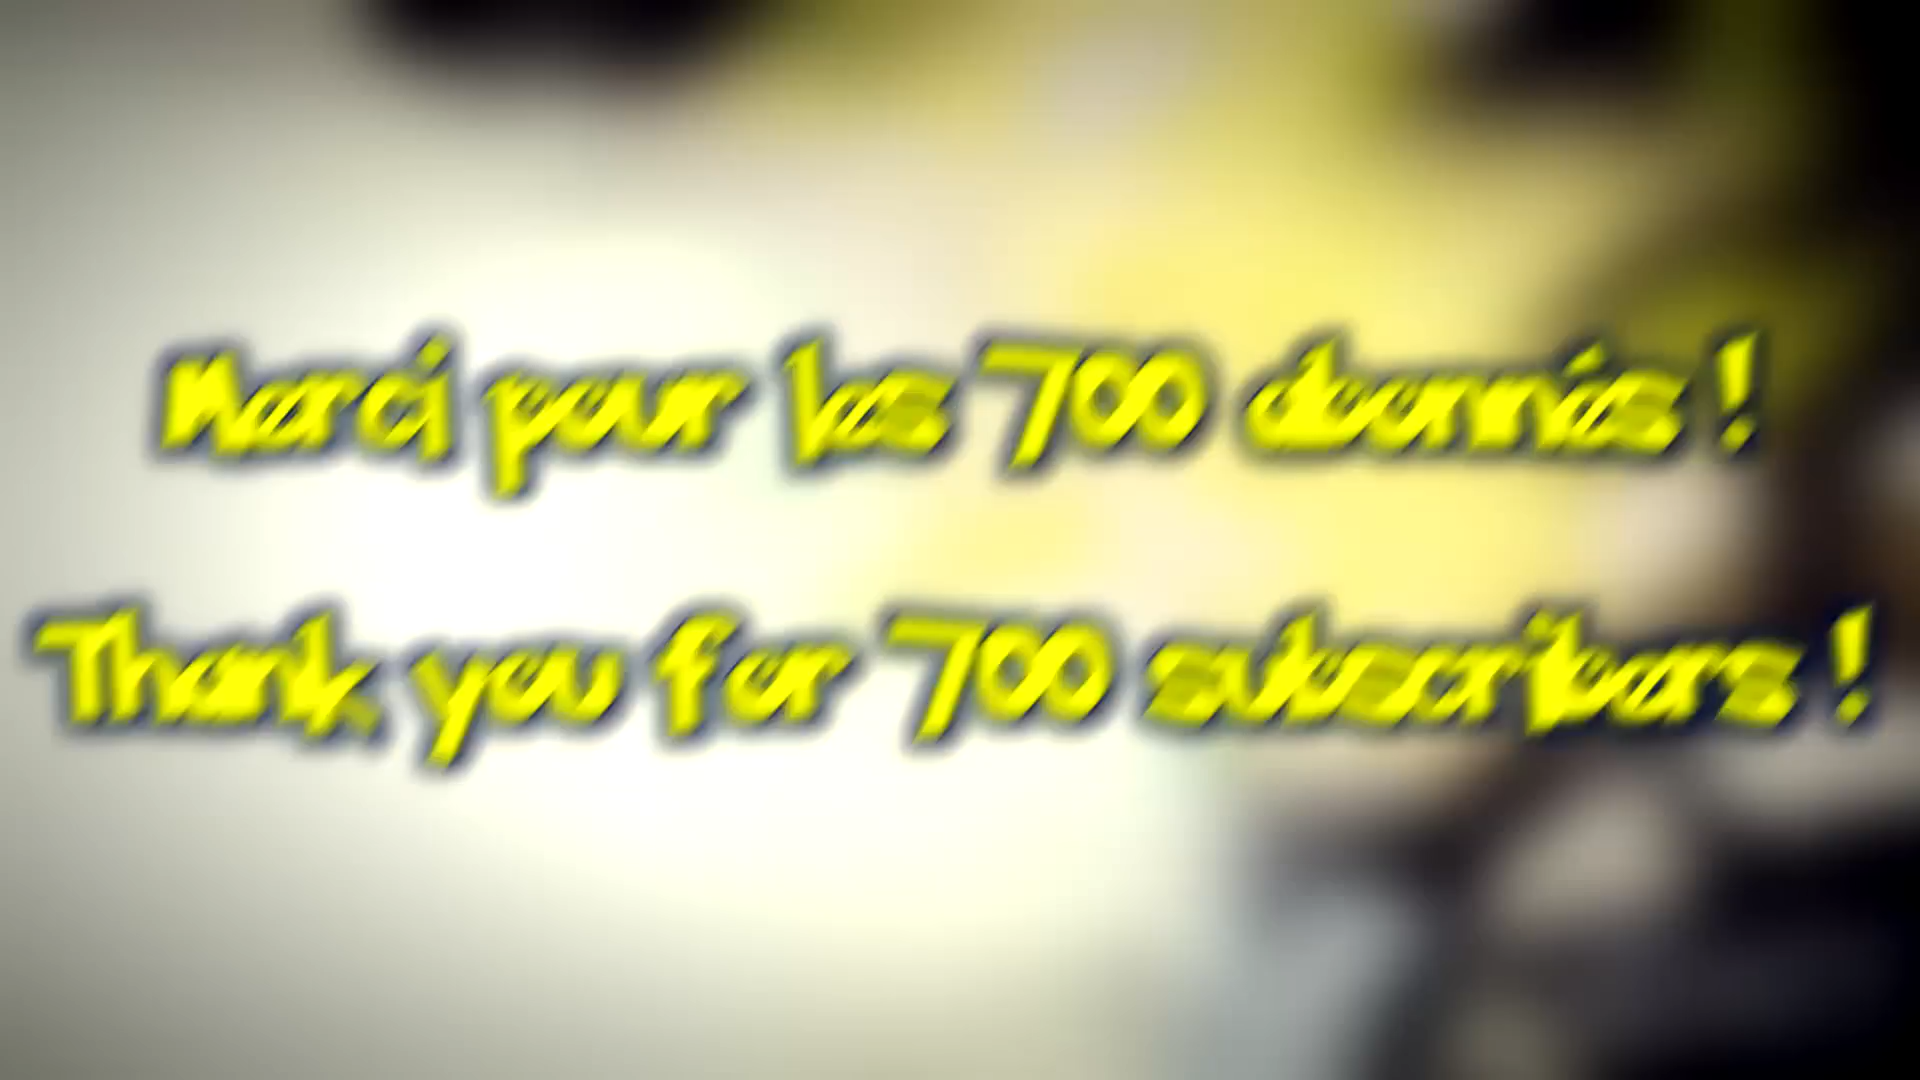 Merci pour les 700 abonnés !
Thank you for 700 subscribers !